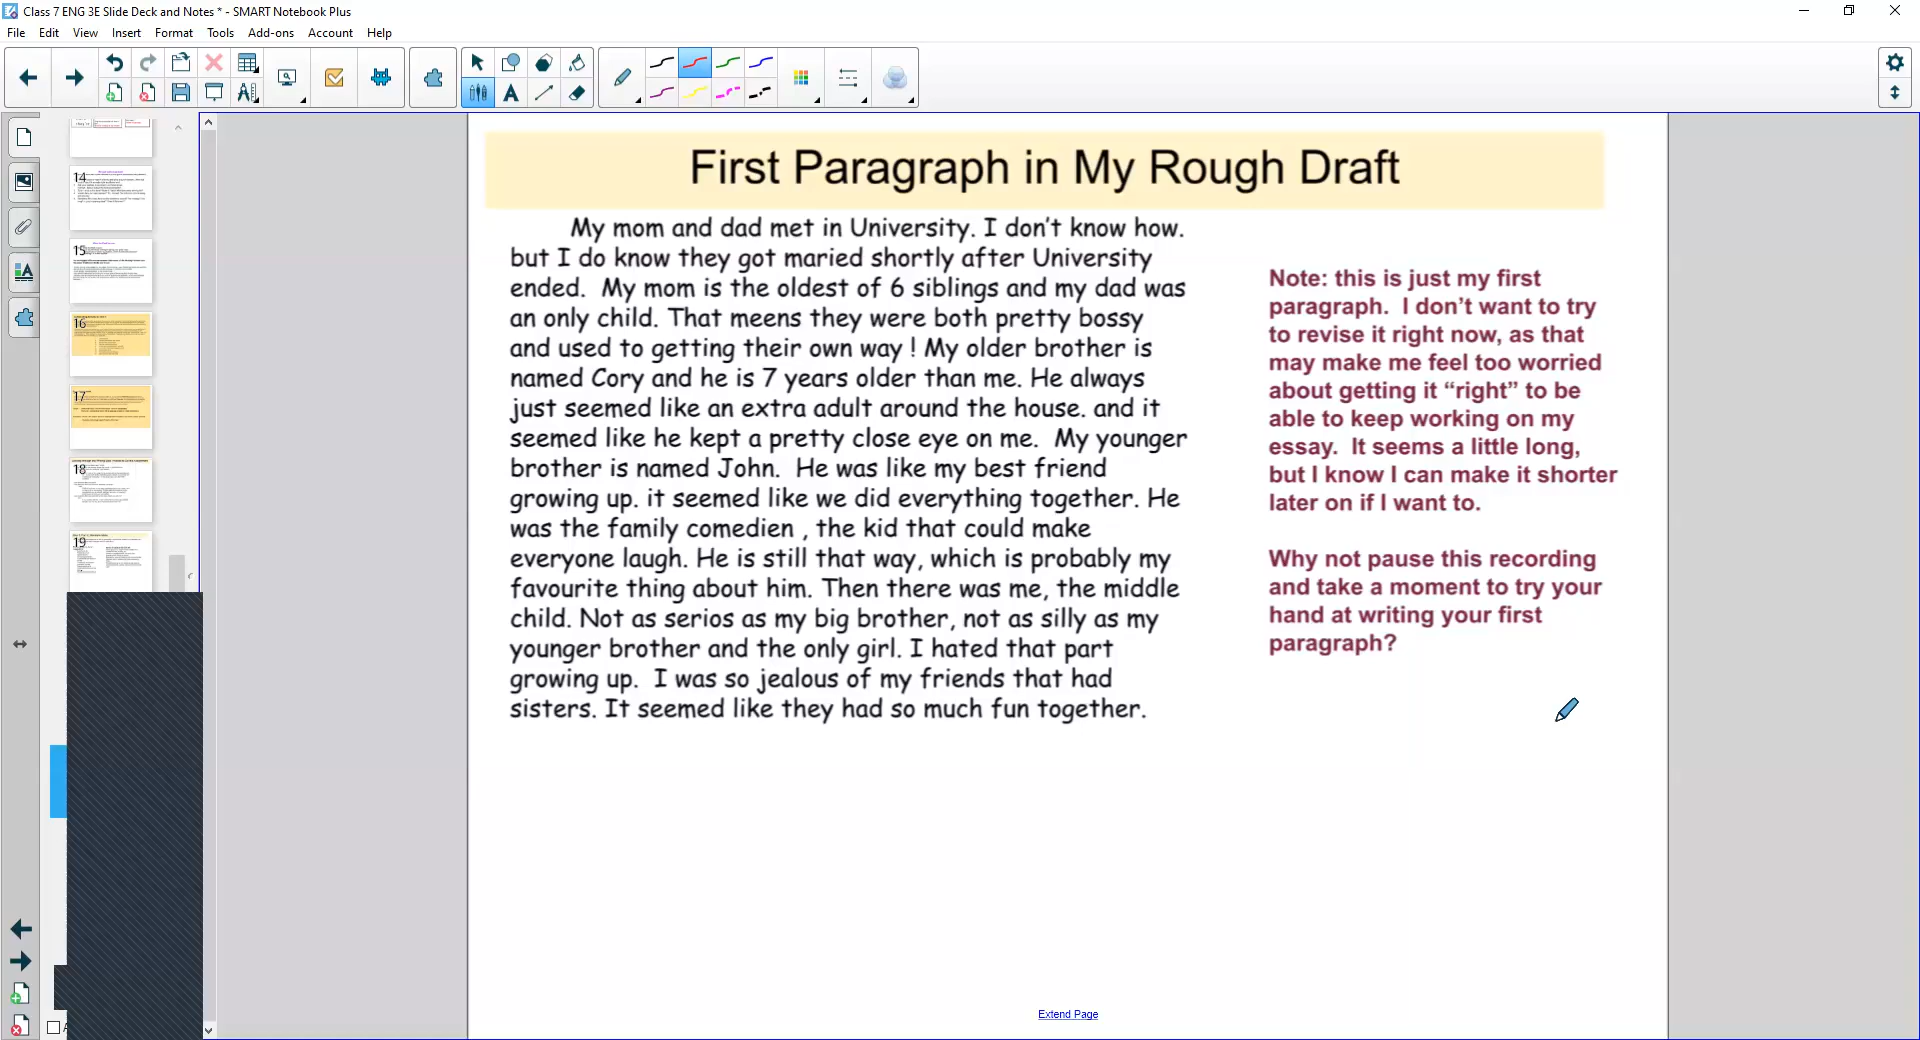 Class 7 ENG 3E Slide Deck and Notes * - SMART Notebook Plus
File Edit View Insert Format Tools Add-ons Account Help
14
15
16
17
18
19
First Paragraph in My Rough Draft
My mom and dad met in University. I don't know how.
but I do know they got maried shortly after University
ended. My mom is the oldest of 6 siblings and my dad was
an only child. That meens they were both pretty bossy
and used to getting their own way ! My older brother is
named Cory and he is 7 years older than me. He always
just seemed like an extra adult around the house. and it
seemed like he kept a pretty close eye on me. My younger
brother is named John. He was like my best friend
growing up. it seemed like we did everything together. He
was the family comedien , the kid that could make
everyone laugh. He is still that way, which is probably my
favourite thing about him. Then there was me, the middle
child. Not as serios as my big brother, not as silly as my
younger brother and the only girl. I hated that part
growing up. I was so jealous of my friends that had
sisters. It seemed like they had so much fun together.
Note: this is just my first
paragraph. I don't want to try
to revise it right now, as that
may make me feel too worried
about getting it “right” to be
able to keep working on my
essay. It seems a little long,
but I know I can make it shorter
later on if I want to.
Why not pause this recording
and take a moment to try your
hand at writing your first
paragraph?
Extend Page